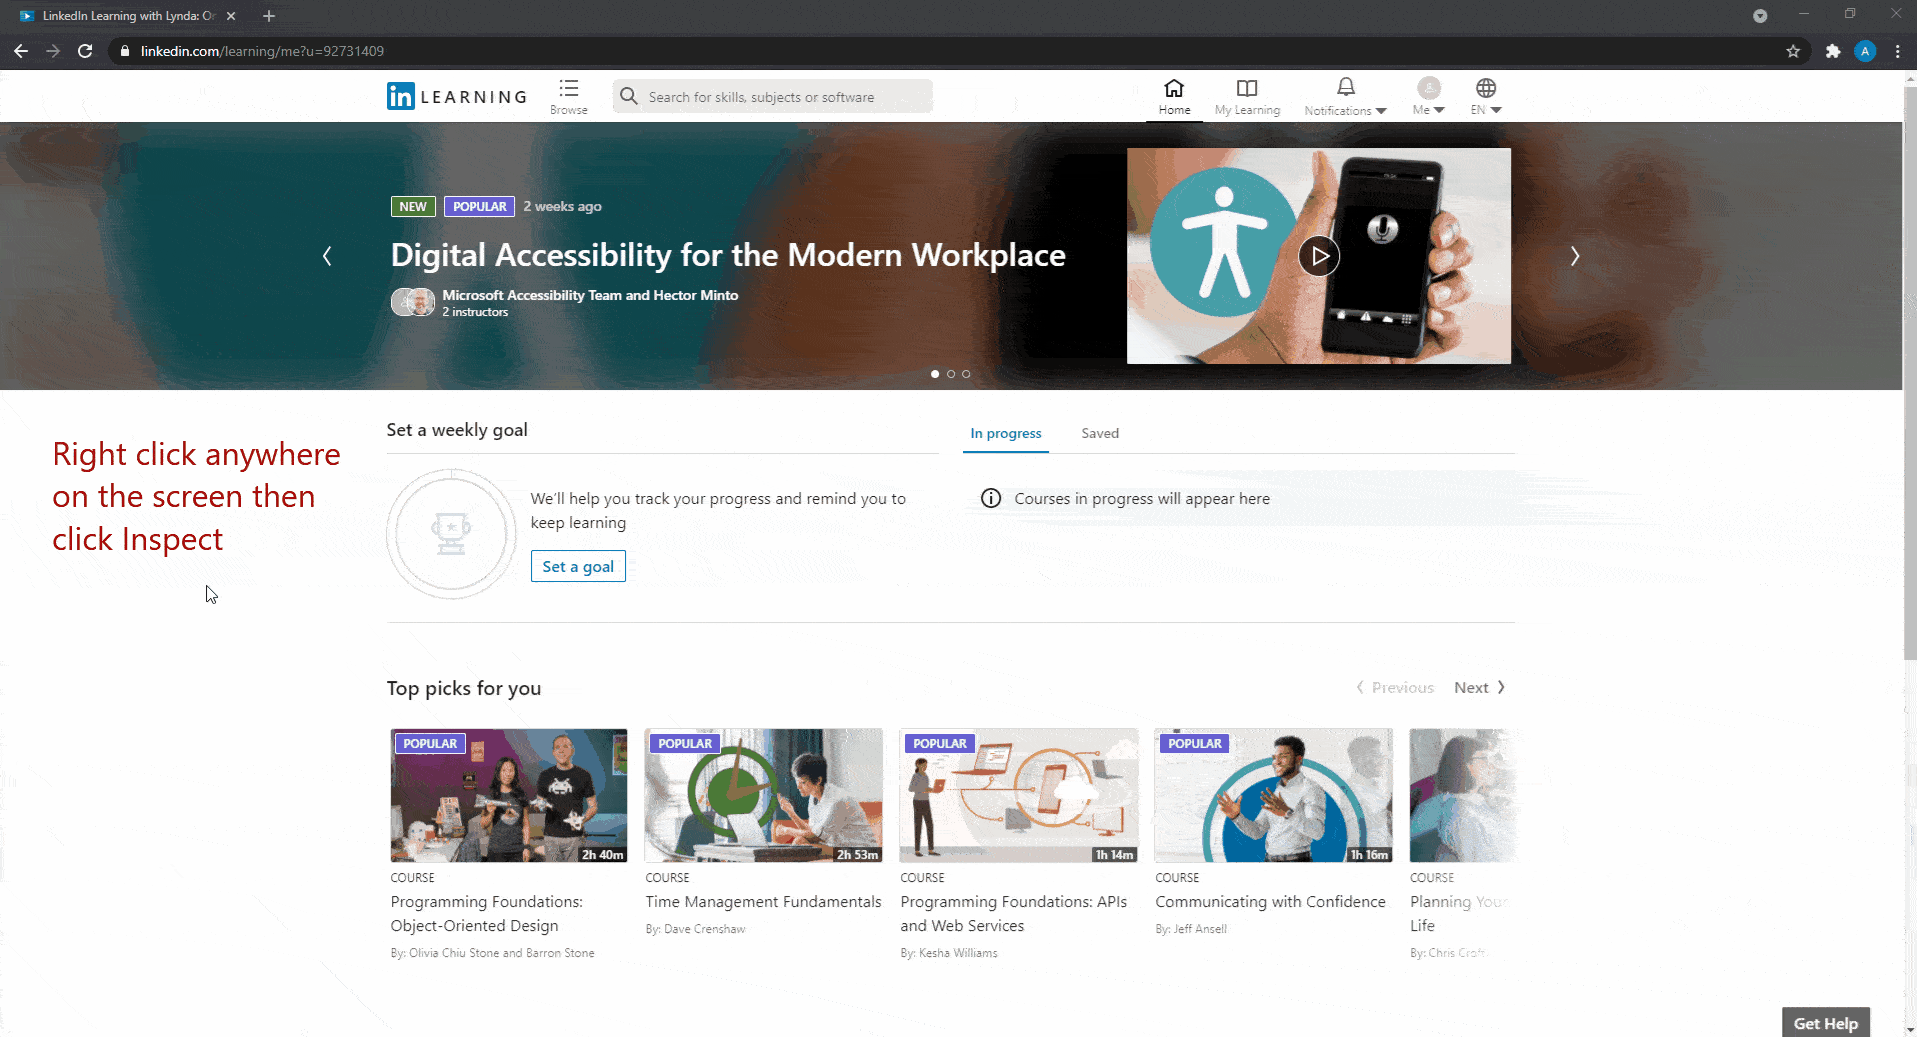 LinkedIn Learning with Lynda: Or
linkedin.com/learning/me?u=92731409
A
in LEARNING
Browse
Search for skills, subjects or software
Home
My Learning
Notifications
Me
EN
NEW
POPULAR
2 weeks ago
Digital Accessibility for the Modern Workplace
Microsoft Accessibility Team and Hector Minto
2 instructors
Right click anywhere
on the screen then
click Inspect
Set a weekly goal
We'll help you track your progress and remind you to
keep learning
Set a goal
In progress
Saved
Courses in progress will appear here
Top picks for you
Previous
Next
POPULAR
2h 40m
COURSE
Programming Foundations:
Object-Oriented Design
By: Olivia Chiu Stone and Barron Stone
POPULAR
2h 53m
COURSE
Time Management Fundamentals
By: Dave Crenshaw
POPULAR
1h 14m
COURSE
Programming Foundations: APIs
and Web Services
By: Kesha Williams
POPULAR
1h 16m
COURSE
Communicating with Confidence
By: Jeff Ansell
COURSE
Planning Your
Life
By: Chris Croft
Get Help